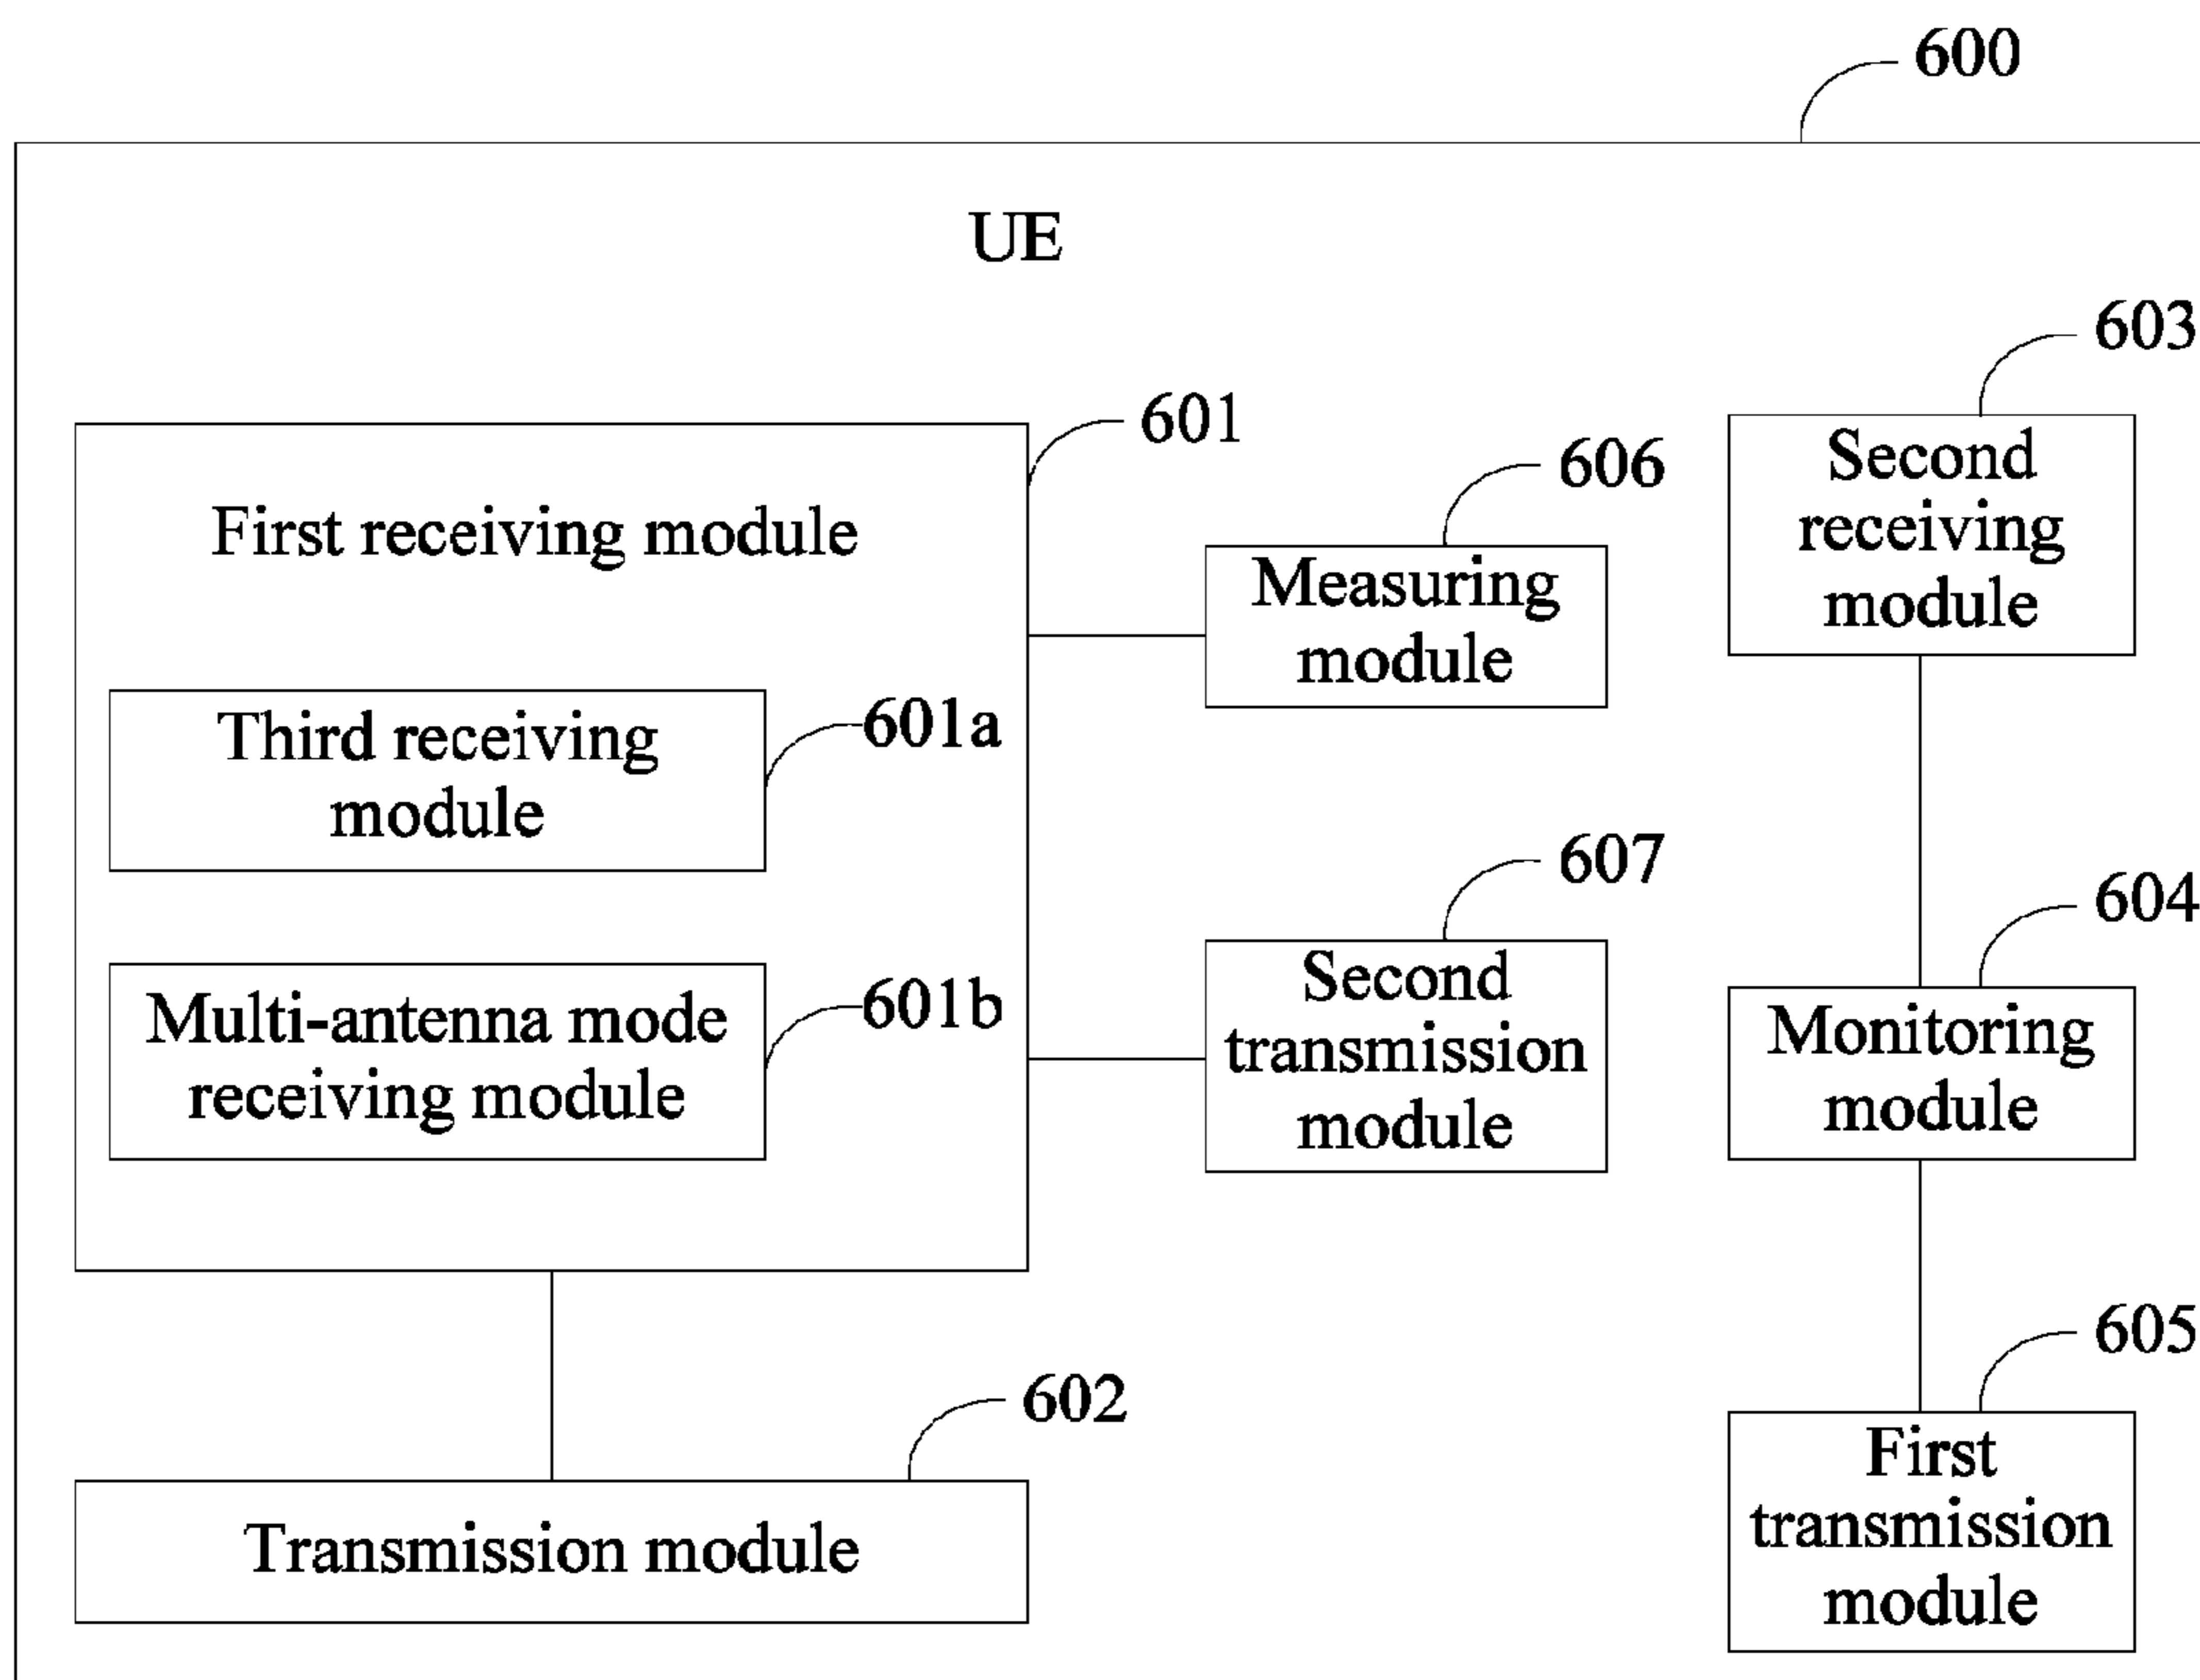 600
UE
603
601
606
Second
receiving
module
First receiving module
Measuring
module
Third receiving
module
601a
607
604
Second
transmission
module
Multi-antenna mode
receiving module
601b
Monitoring
module
605
602
First
transmission
module
Transmission module